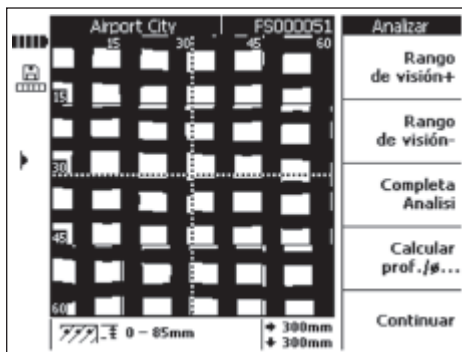 Airport City FS000051 Analizar
15 30 45 60
Rango
de visión+
15
Rango
de visión-
30
Completa
Analisi
45
Calcular
prof./ø...
60
Continuar
0 - 85mm
300mm
300mm